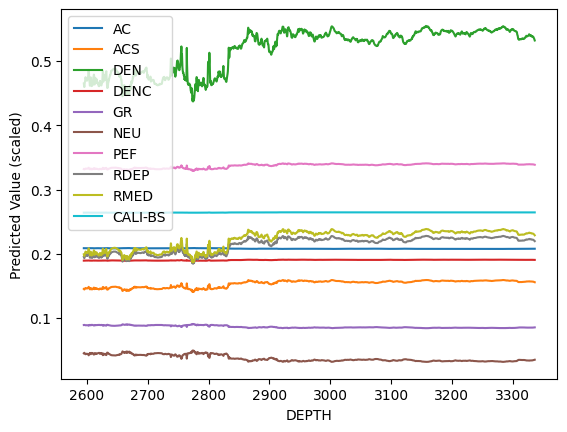 AC
ACS
DEN
DENC
GR
NEU
PEF
RDEP
RMED
CALI-BS
Predicted Value (scaled)
0.5
0.4
0.3
0.2
0.1
2600 2700 2800 2900 3000 3100 3200 3300
DEPTH